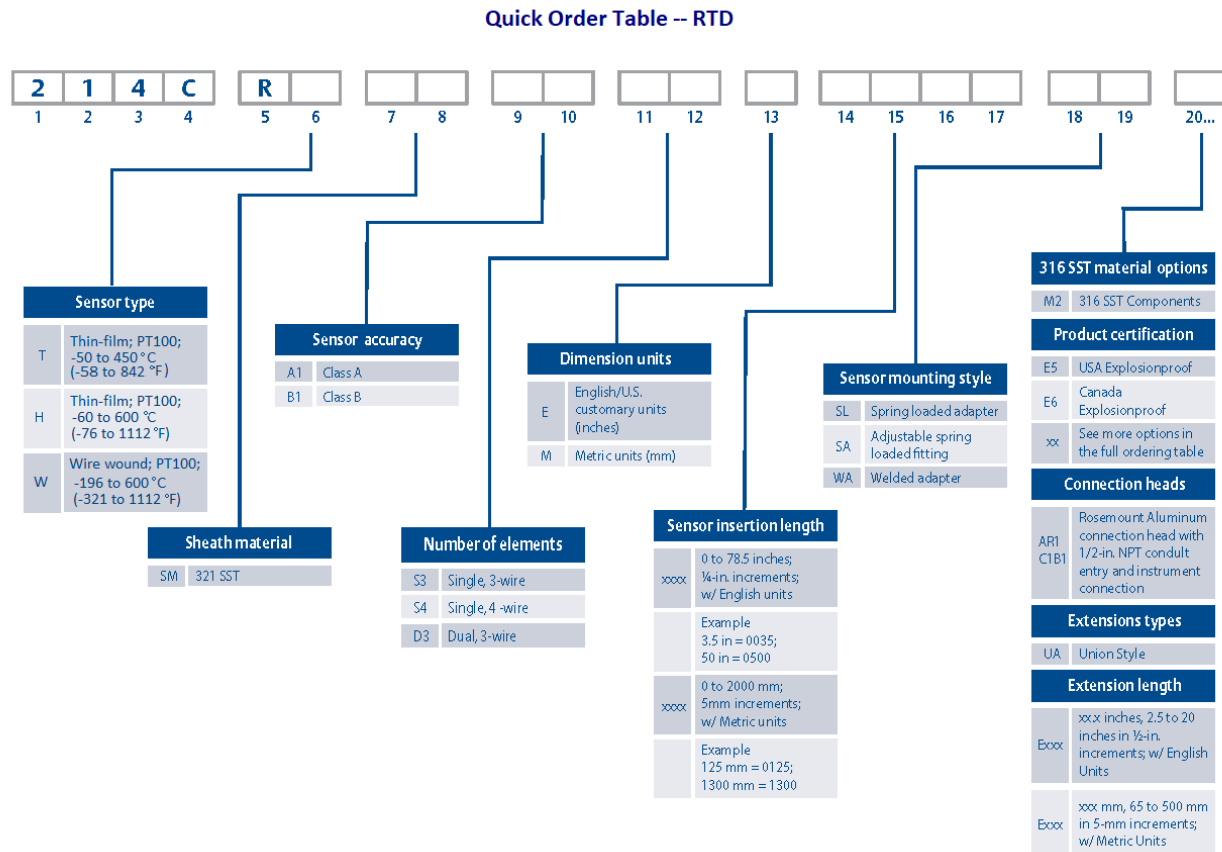 Quick Order Table -- RTD
2 1 4 C R
1 2 3 4 5 6 7 8 9 10 11 12 13 14 15 16 17 18 19 20...
Sensor type
T Thin-film; PT100;
-50 to 450 °C
(-58 to 842 °F)
H Thin-film; PT100;
-60 to 600 °C
(-76 to 1112 °F)
W Wire wound; PT100;
-196 to 600 °C
(-321 to 1112 °F)
Sheath material
SM 321 SST
Sensor accuracy
A1 Class A
B1 Class B
Number of elements
S3 Single, 3-wire
S4 Single, 4 -wire
D3 Dual, 3-wire
Dimension units
E English/U.S.
customary units
(inches)
M Metric units (mm)
Sensor insertion length
xxxx 0 to 78.5 inches;
¼-in. increments;
w/ English units
Example
3.5 in = 0035;
50 in = 0500
xxxx 0 to 2000 mm;
5mm increments;
w/ Metric units
Example
125 mm = 0125;
1300 mm = 1300
Sensor mounting style
SL Spring loaded adapter
SA Adjustable spring
loaded fitting
WA Welded adapter
316 SST material options
M2 316 SST Components
Product certification
E5 USA Explosionproof
E6 Canada
Explosionproof
xx See more options in
the full ordering table
Connection heads
AR1
C1B1
Rosemount Aluminum
connection head with
1/2-in. NPT condult
entry and instrument
connection
Extensions types
UA Union Style
Extension length
Exxx xx.x inches, 2.5 to 20
inches in ½-in.
increments; w/ English
Units
Exxx xxx mm, 65 to 500 mm
in 5-mm increments;
w/ Metric Units